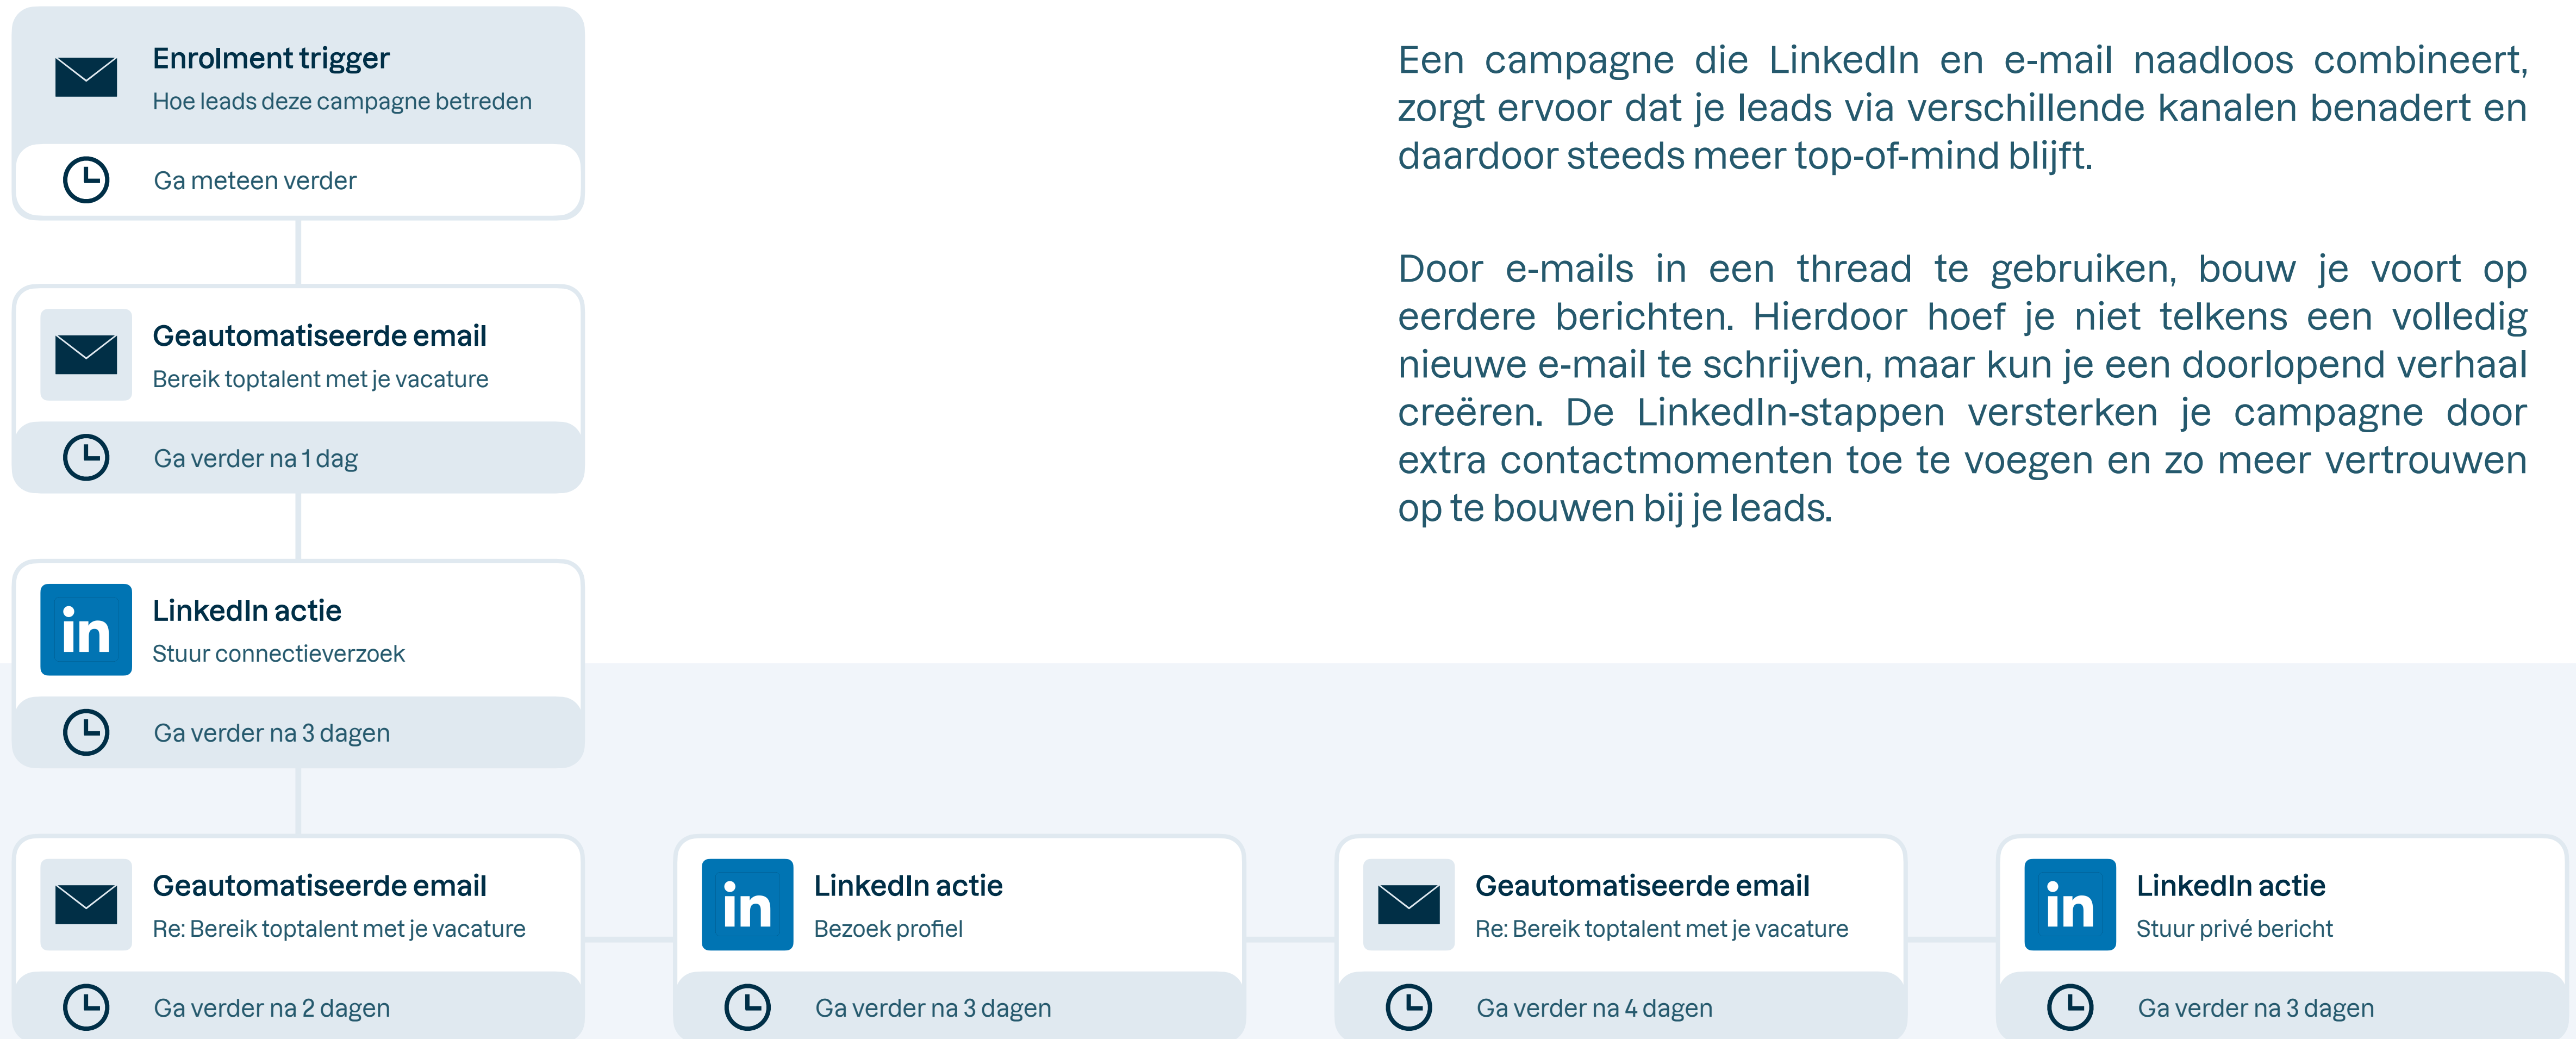 Enrolment trigger
Hoe leads deze campagne betreden
Ga meteen verder
Geautomatiseerde email
Bereik toptalent met je vacature
Ga verder na 1 dag
in
LinkedIn actie
Stuur connectieverzoek
Ga verder na 3 dagen
Een campagne die LinkedIn en e-mail naadloos combineert,
zorgt ervoor dat je leads via verschillende kanalen benadert en
daardoor steeds meer top-of-mind blijft.
Door e-mails in een thread te gebruiken, bouw je voort op
eerdere berichten. Hierdoor hoef je niet telkens een volledig
nieuwe e-mail te schrijven, maar kun je een doorlopend verhaal
creëren. De LinkedIn-stappen versterken je campagne door
extra contactmomenten toe te voegen en zo meer vertrouwen
op te bouwen bij je leads.
Geautomatiseerde email
Re: Bereik toptalent met je vacature
Ga verder na 2 dagen
in
LinkedIn actie
Bezoek profiel
Ga verder na 3 dagen
Geautomatiseerde email
Re: Bereik toptalent met je vacature
Ga verder na 4 dagen
in
LinkedIn actie
Stuur privé bericht
Ga verder na 3 dagen